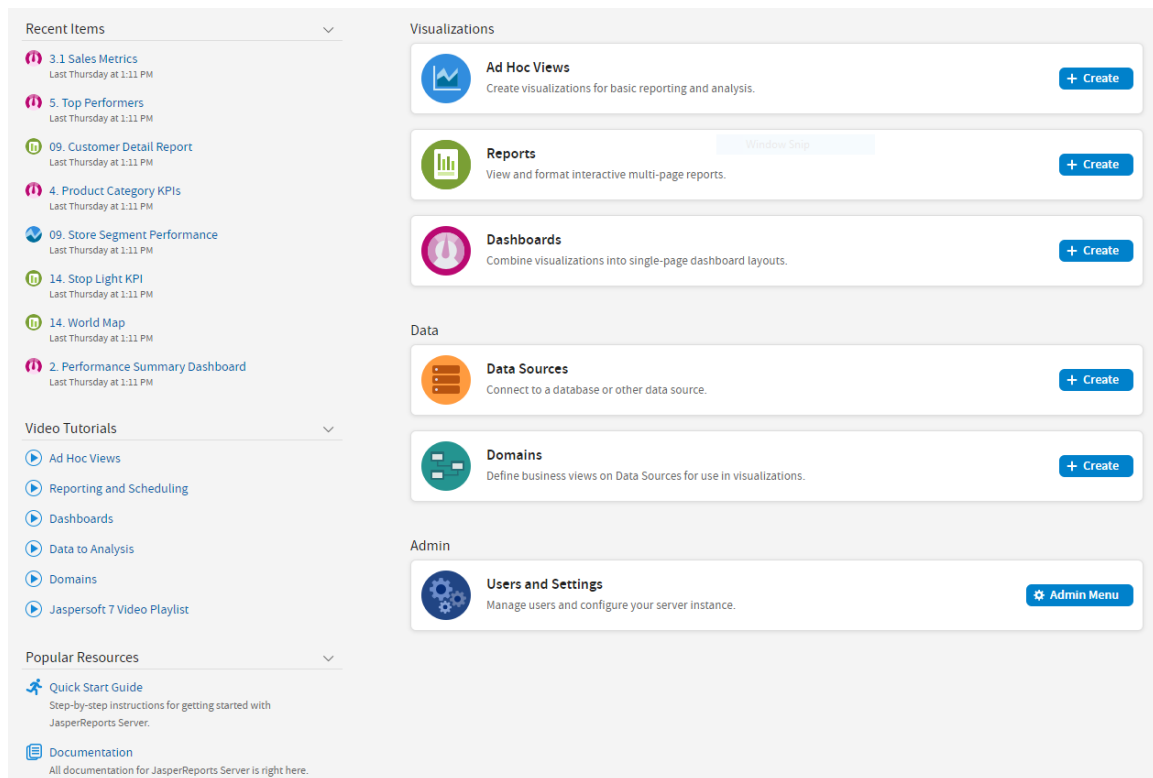 Recent Items
3.1 Sales Metrics
Last Thursday at 1:11 PM
5. Top Performers
Last Thursday at 1:11 PM
09. Customer Detail Report
Last Thursday at 1:11 PM
4. Product Category KPIs
Last Thursday at 1:11 PM
09. Store Segment Performance
Last Thursday at 1:11 PM
14. Stop Light KPI
Last Thursday at 1:11 PM
14. World Map
Last Thursday at 1:11 PM
2. Performance Summary Dashboard
Last Thursday at 1:11 PM
Video Tutorials
Ad Hoc Views
Reporting and Scheduling
Dashboards
Data to Analysis
Domains
Jaspersoft 7 Video Playlist
Popular Resources
Quick Start Guide
Step-by-step instructions for getting started with
JasperReports Server.
Documentation
All documentation for JasperReports Server is right here.
Visualizations
Ad Hoc Views
Create visualizations for basic reporting and analysis.
+ Create
Reports
View and format interactive multi-page reports.
Window Snip
+ Create
Dashboards
Combine visualizations into single-page dashboard layouts.
+ Create
Data
Data Sources
Connect to a database or other data source.
+ Create
Domains
Define business views on Data Sources for use in visualizations.
+ Create
Admin
Users and Settings
Manage users and configure your server instance.
Admin Menu